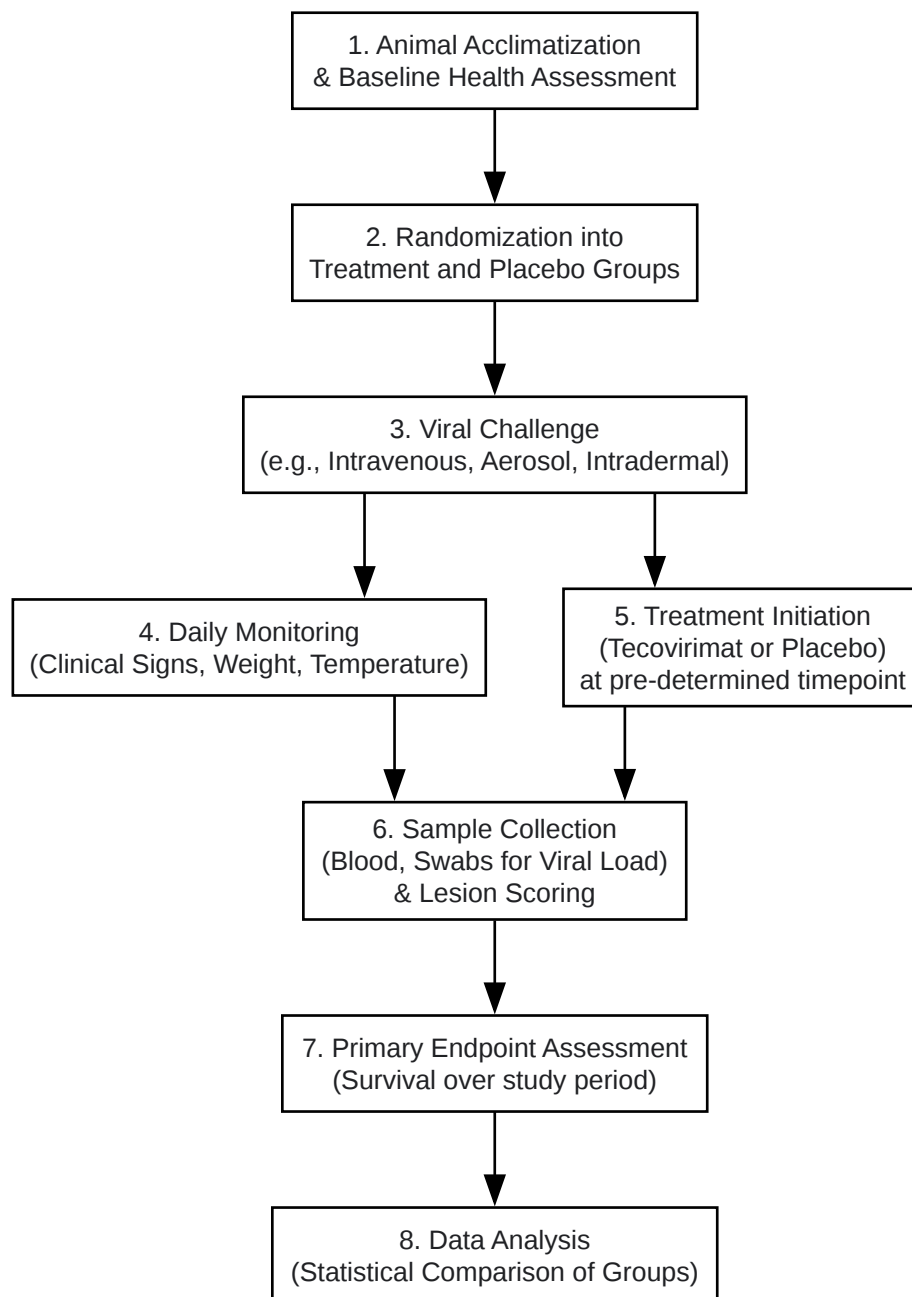 1. Animal Acclimatization
& Baseline Health Assessment
2. Randomization into
Treatment and Placebo Groups
3. Viral Challenge
(e.g., Intravenous, Aerosol, Intradermal)
4. Daily Monitoring
(Clinical Signs, Weight, Temperature)
5. Treatment Initiation
(Tecovirimat or Placebo)
at pre-determined timepoint
6. Sample Collection
(Blood, Swabs for Viral Load)
& Lesion Scoring
7. Primary Endpoint Assessment
(Survival over study period)
8. Data Analysis
(Statistical Comparison of Groups)